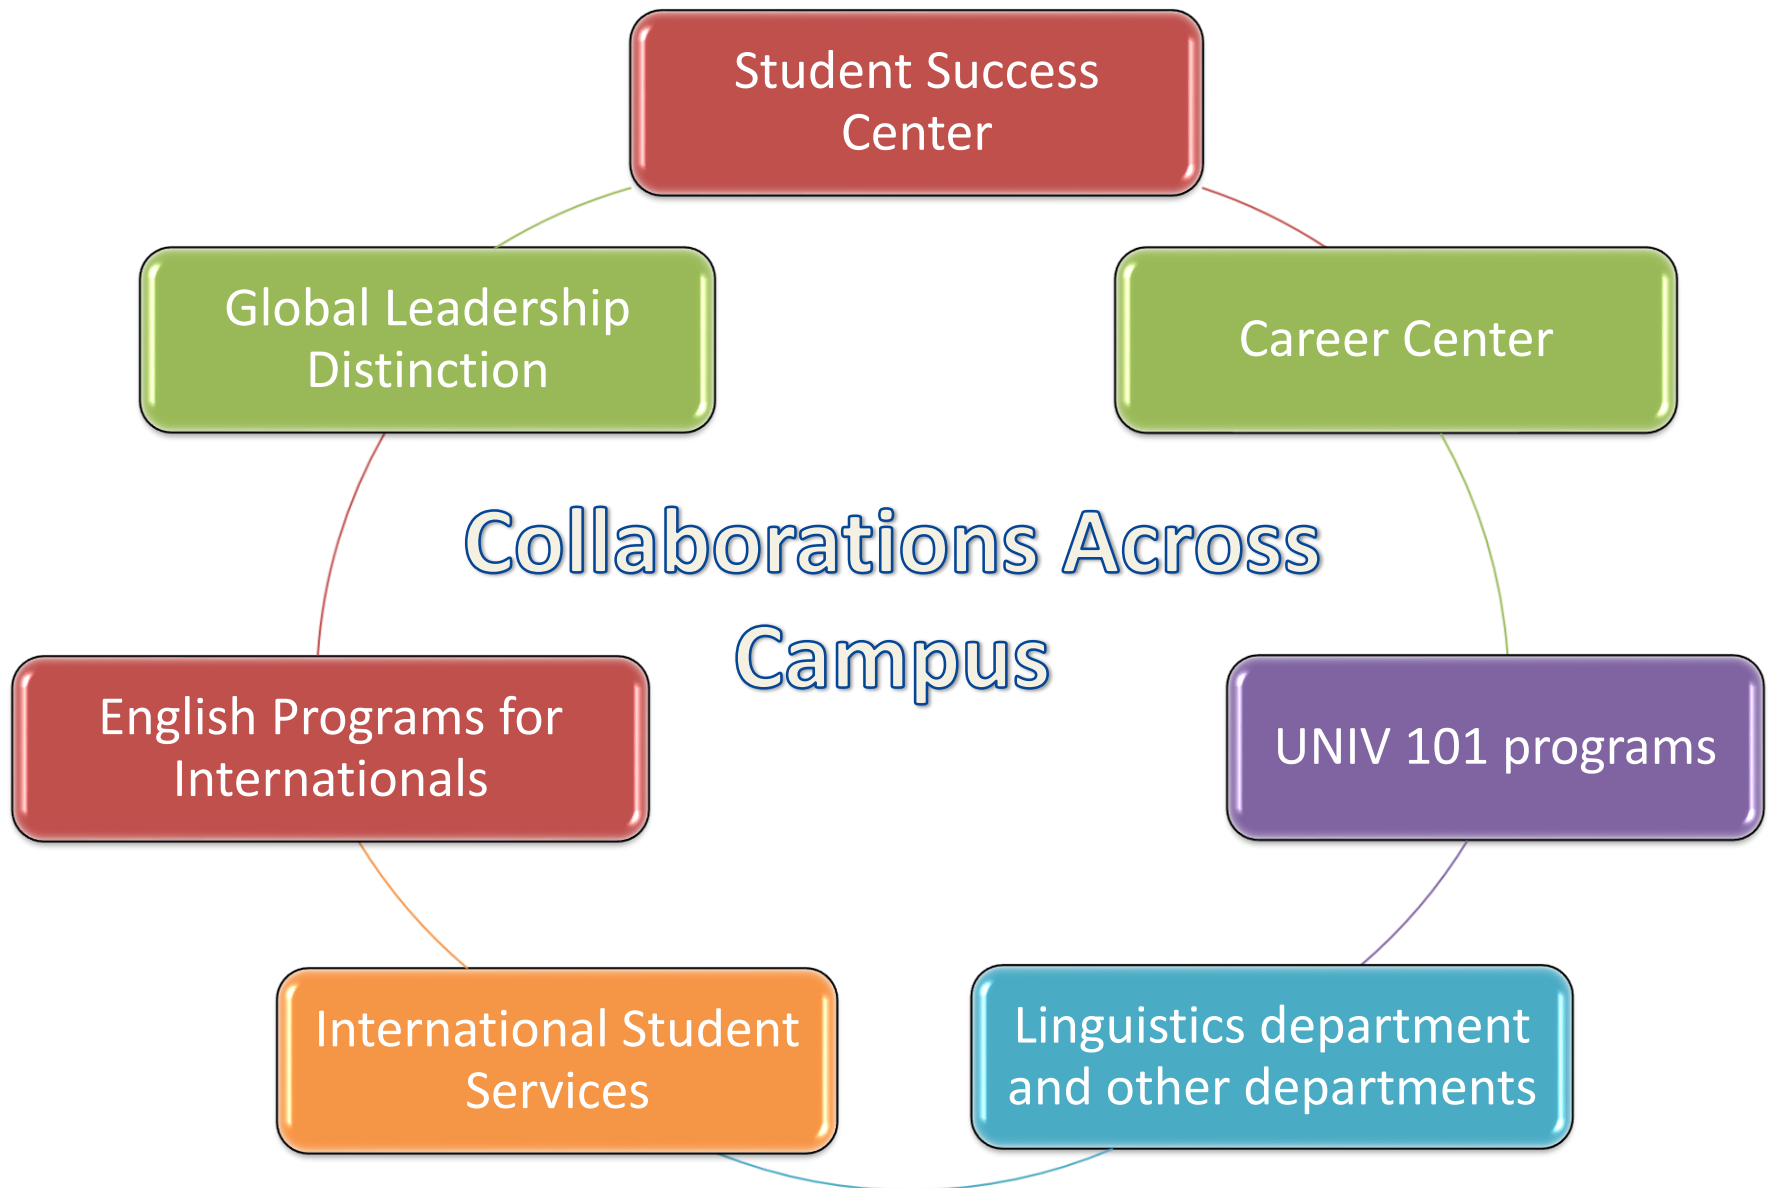 Student Success
Center
Global Leadership
Distinction
Career Center
Collaborations Across
Campus
English Programs for
Internationals
UNIV 101 programs
International Student
Services
Linguistics department
and other departments